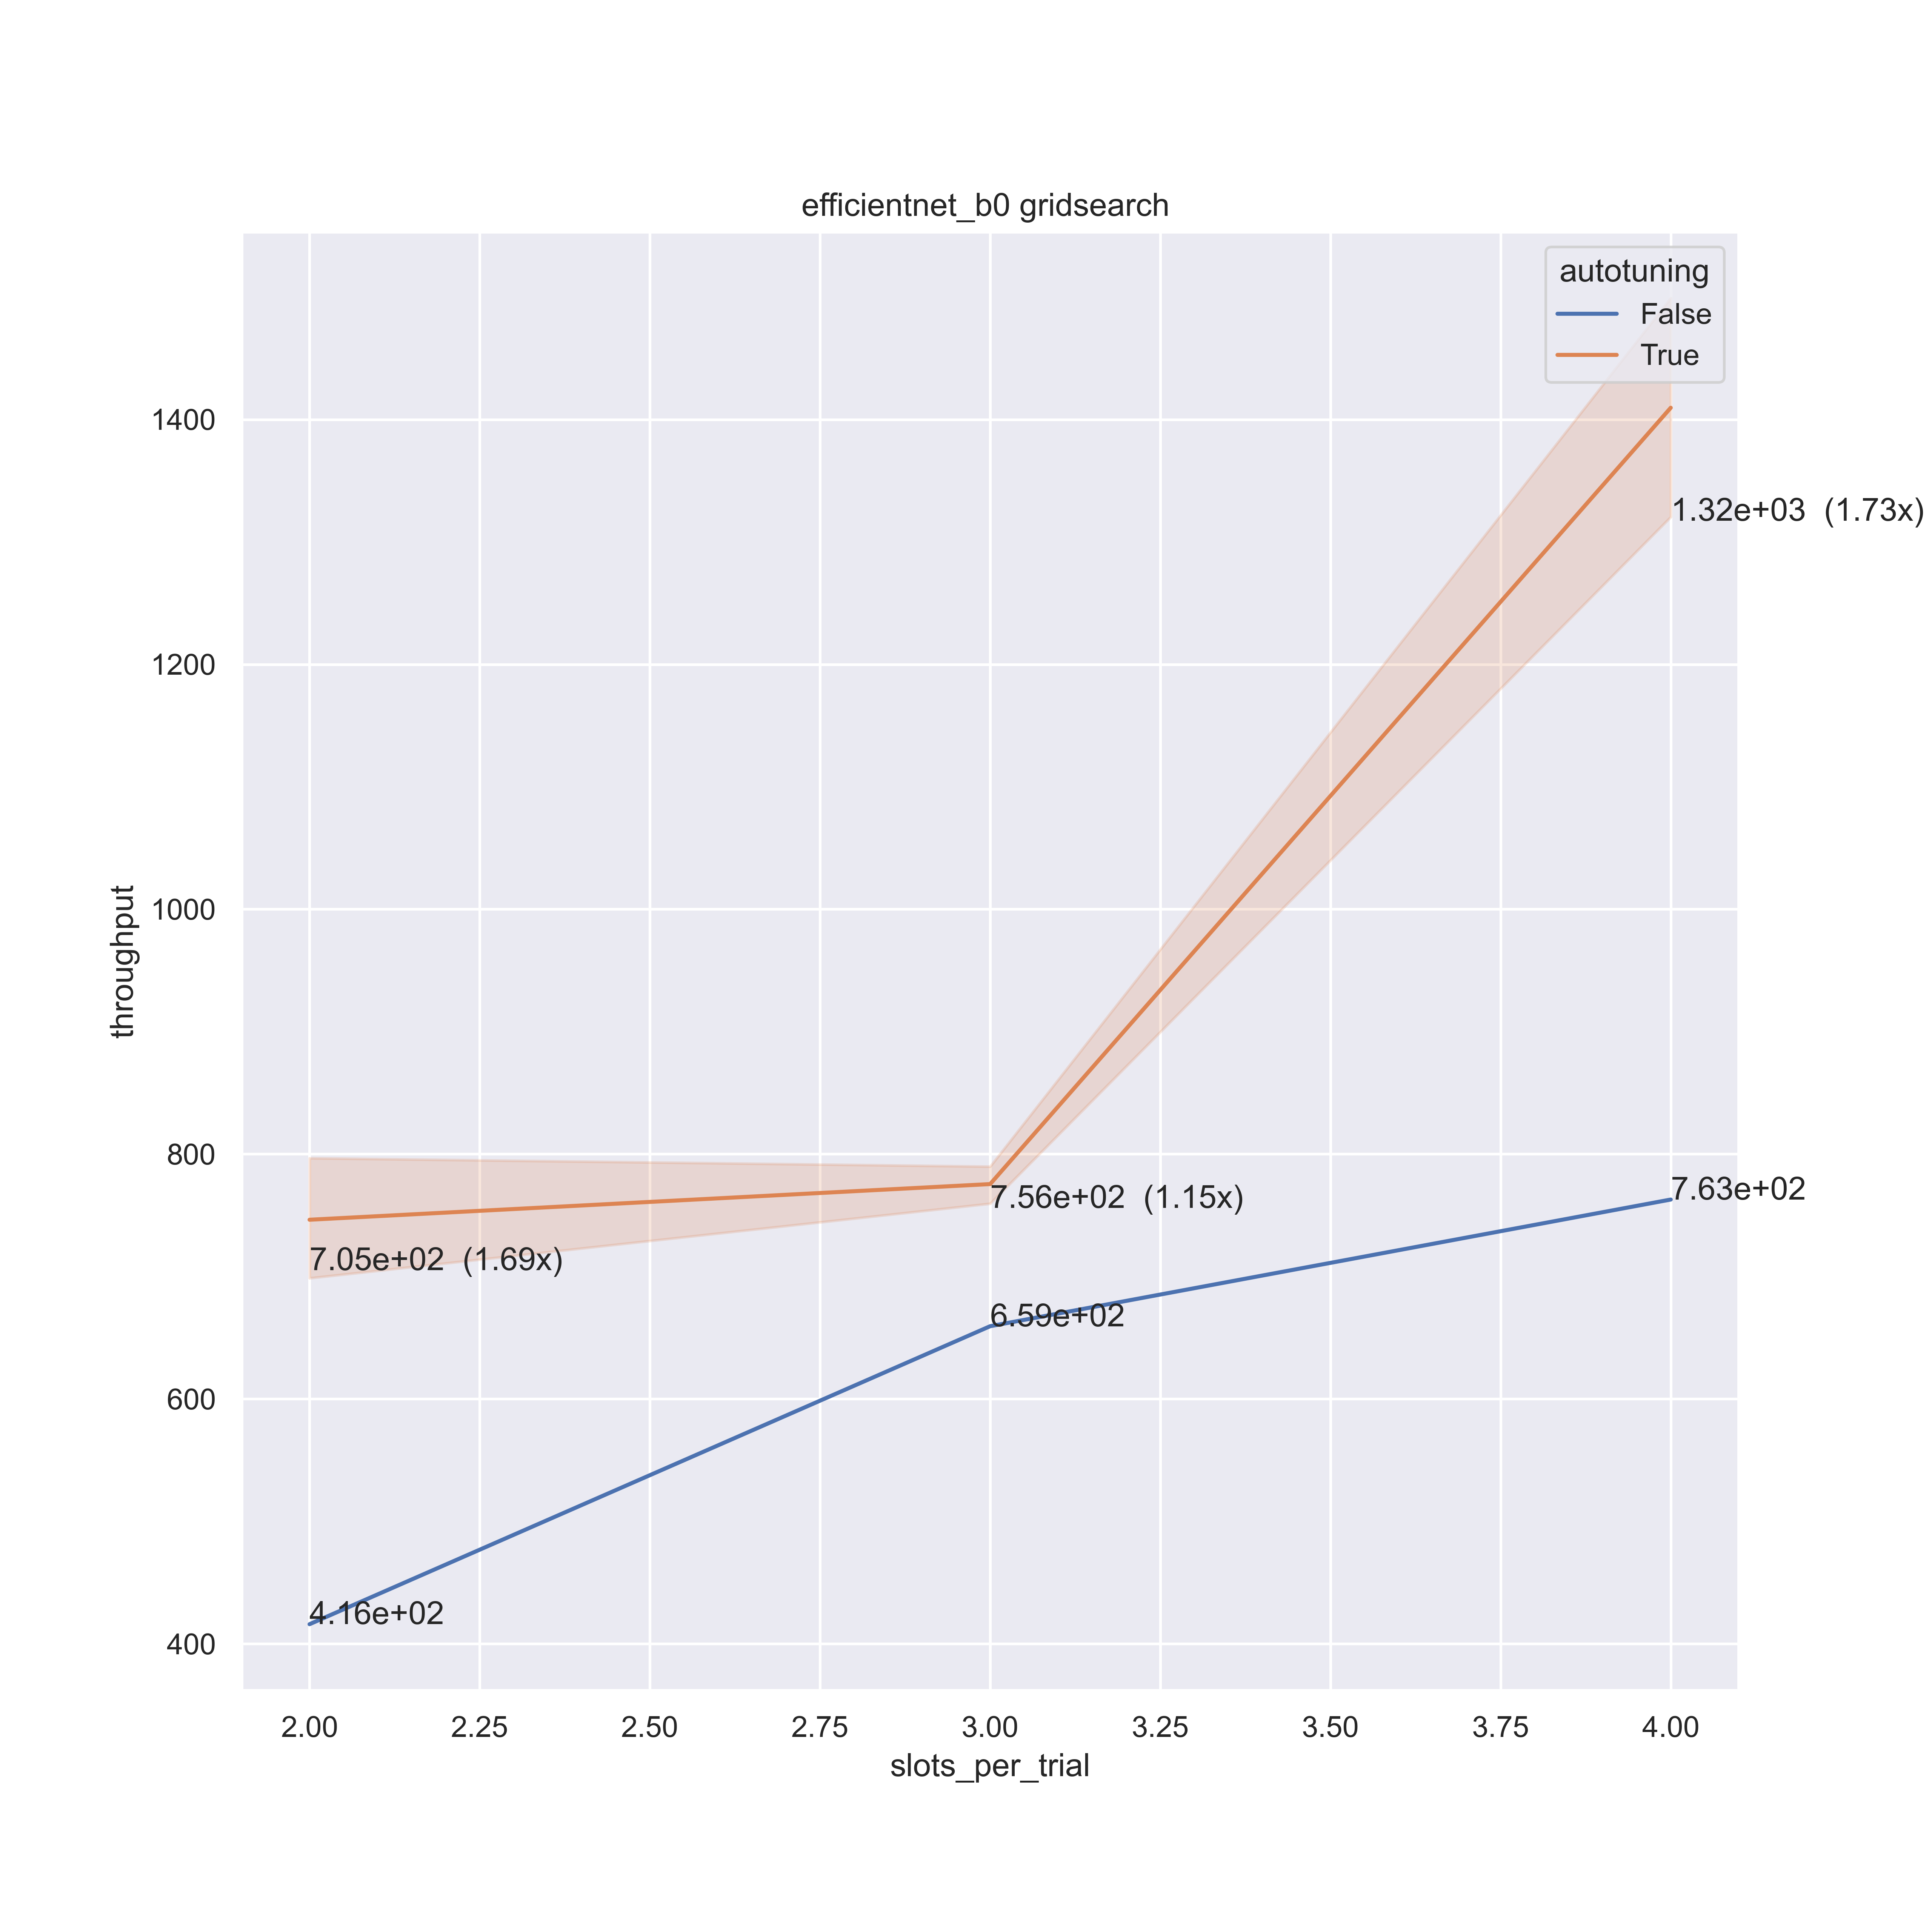 efficientnet_b0 gridsearch
autotuning
False
True
1400
1200
1000
800
600
400
throughput
1.32e+03 (1.73x)
7.56e+02 (1.15x)
7.63e+02
7.05e+02 (1.69x)
6.59e+02
4.16e+02
2.00 2.25 2.50 2.75 3.00 3.25 3.50 3.75 4.00
slots_per_trial